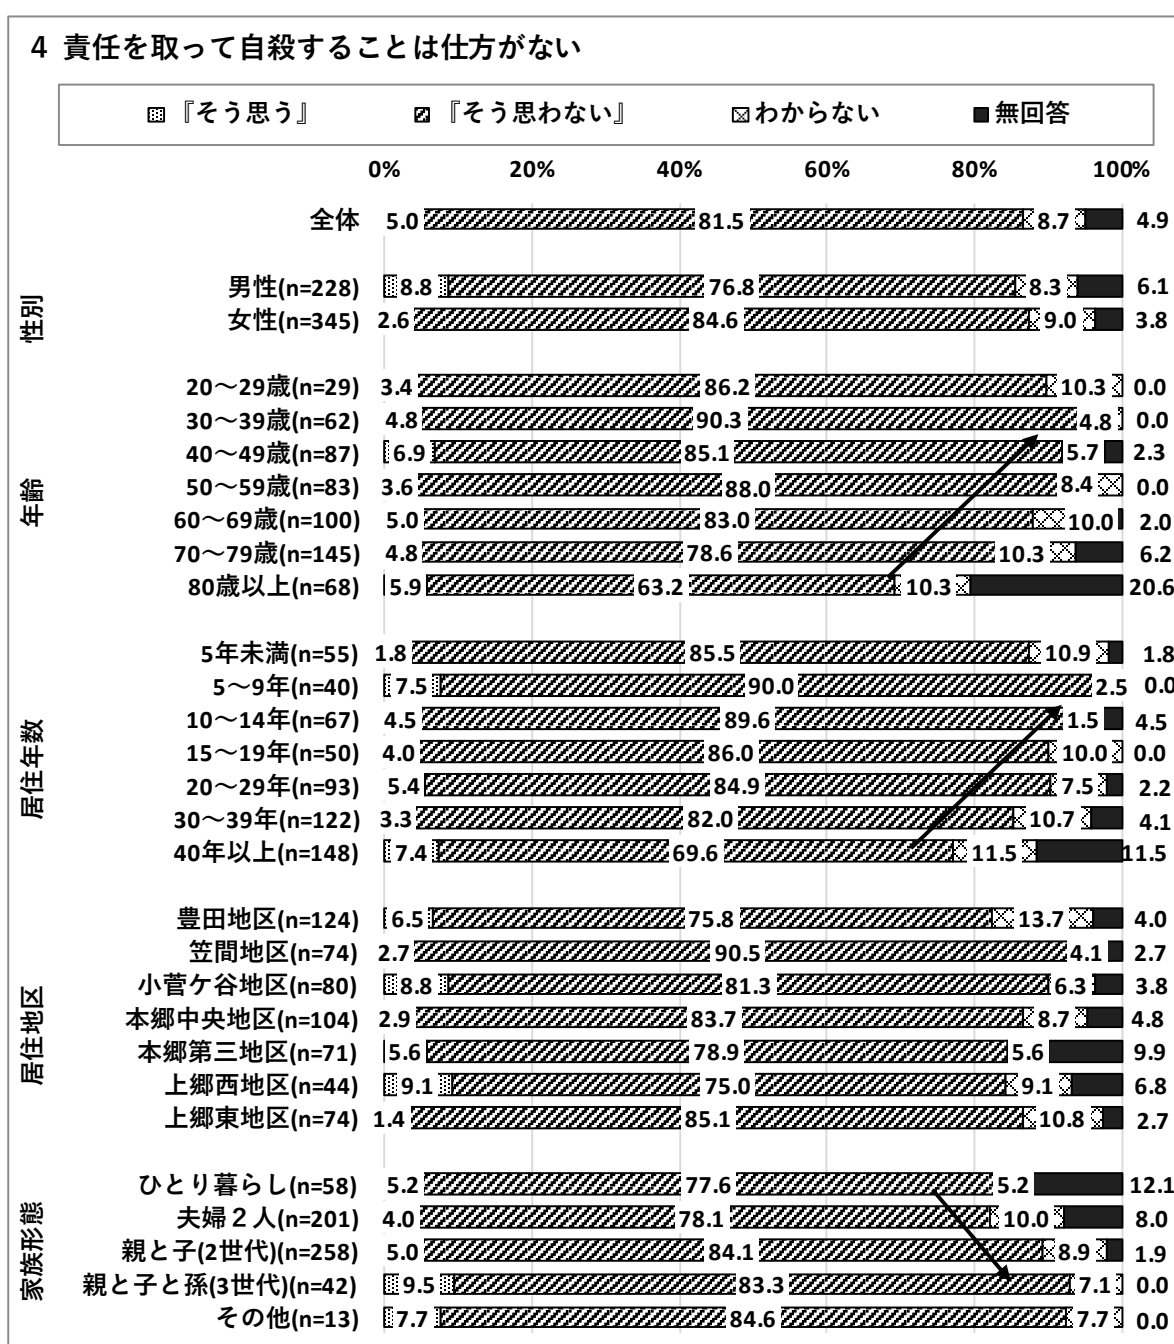 4 責任を取って自殺することは仕方がない
『そう思う』 『そう思わない』 わからない 無回答
0% 20% 40% 60% 80% 100%
全体 5.0 81.5 8.7 4.9
性別
男性(n=228) 8.8 76.8 8.3 6.1
女性(n=345) 2.6 84.6 9.0 3.8
年齢
20～29歳(n=29) 3.4 86.2 10.3 0.0
30～39歳(n=62) 4.8 90.3 4.8 0.0
40～49歳(n=87) 6.9 85.1 5.7 2.3
50～59歳(n=83) 3.6 88.0 8.4 0.0
60～69歳(n=100) 5.0 83.0 10.0 2.0
70～79歳(n=145) 4.8 78.6 10.3 6.2
80歳以上(n=68) 5.9 63.2 10.3 20.6
居住年数
5年未満(n=55) 1.8 85.5 10.9 1.8
5～9年(n=40) 7.5 90.0 2.5 0.0
10～14年(n=67) 4.5 89.6 1.5 4.5
15～19年(n=50) 4.0 86.0 10.0 0.0
20～29年(n=93) 5.4 84.9 7.5 2.2
30～39年(n=122) 3.3 82.0 10.7 4.1
40年以上(n=148) 7.4 69.6 11.5 11.5
居住地区
豊田地区(n=124) 6.5 75.8 13.7 4.0
笠間地区(n=74) 2.7 90.5 4.1 2.7
小菅ケ谷地区(n=80) 8.8 81.3 6.3 3.8
本郷中央地区(n=104) 2.9 83.7 8.7 4.8
本郷第三地区(n=71) 5.6 78.9 5.6 9.9
上郷西地区(n=44) 9.1 75.0 9.1 6.8
上郷東地区(n=74) 1.4 85.1 10.8 2.7
家族形態
ひとり暮らし(n=58) 5.2 77.6 5.2 12.1
夫婦２人(n=201) 4.0 78.1 10.0 8.0
親と子(2世代)(n=258) 5.0 84.1 8.9 1.9
親と子と孫(3世代)(n=42) 9.5 83.3 7.1 0.0
その他(n=13) 7.7 84.6 7.7 0.0